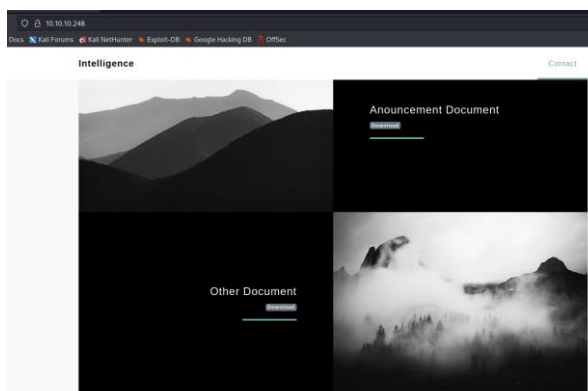 10.10.10.248
Docs Kali Forums Kali NetHunter Exploit-DB Google Hacking DB OffSec
Intelligence Contact
Anouncement Document
Download
Other Document
Download